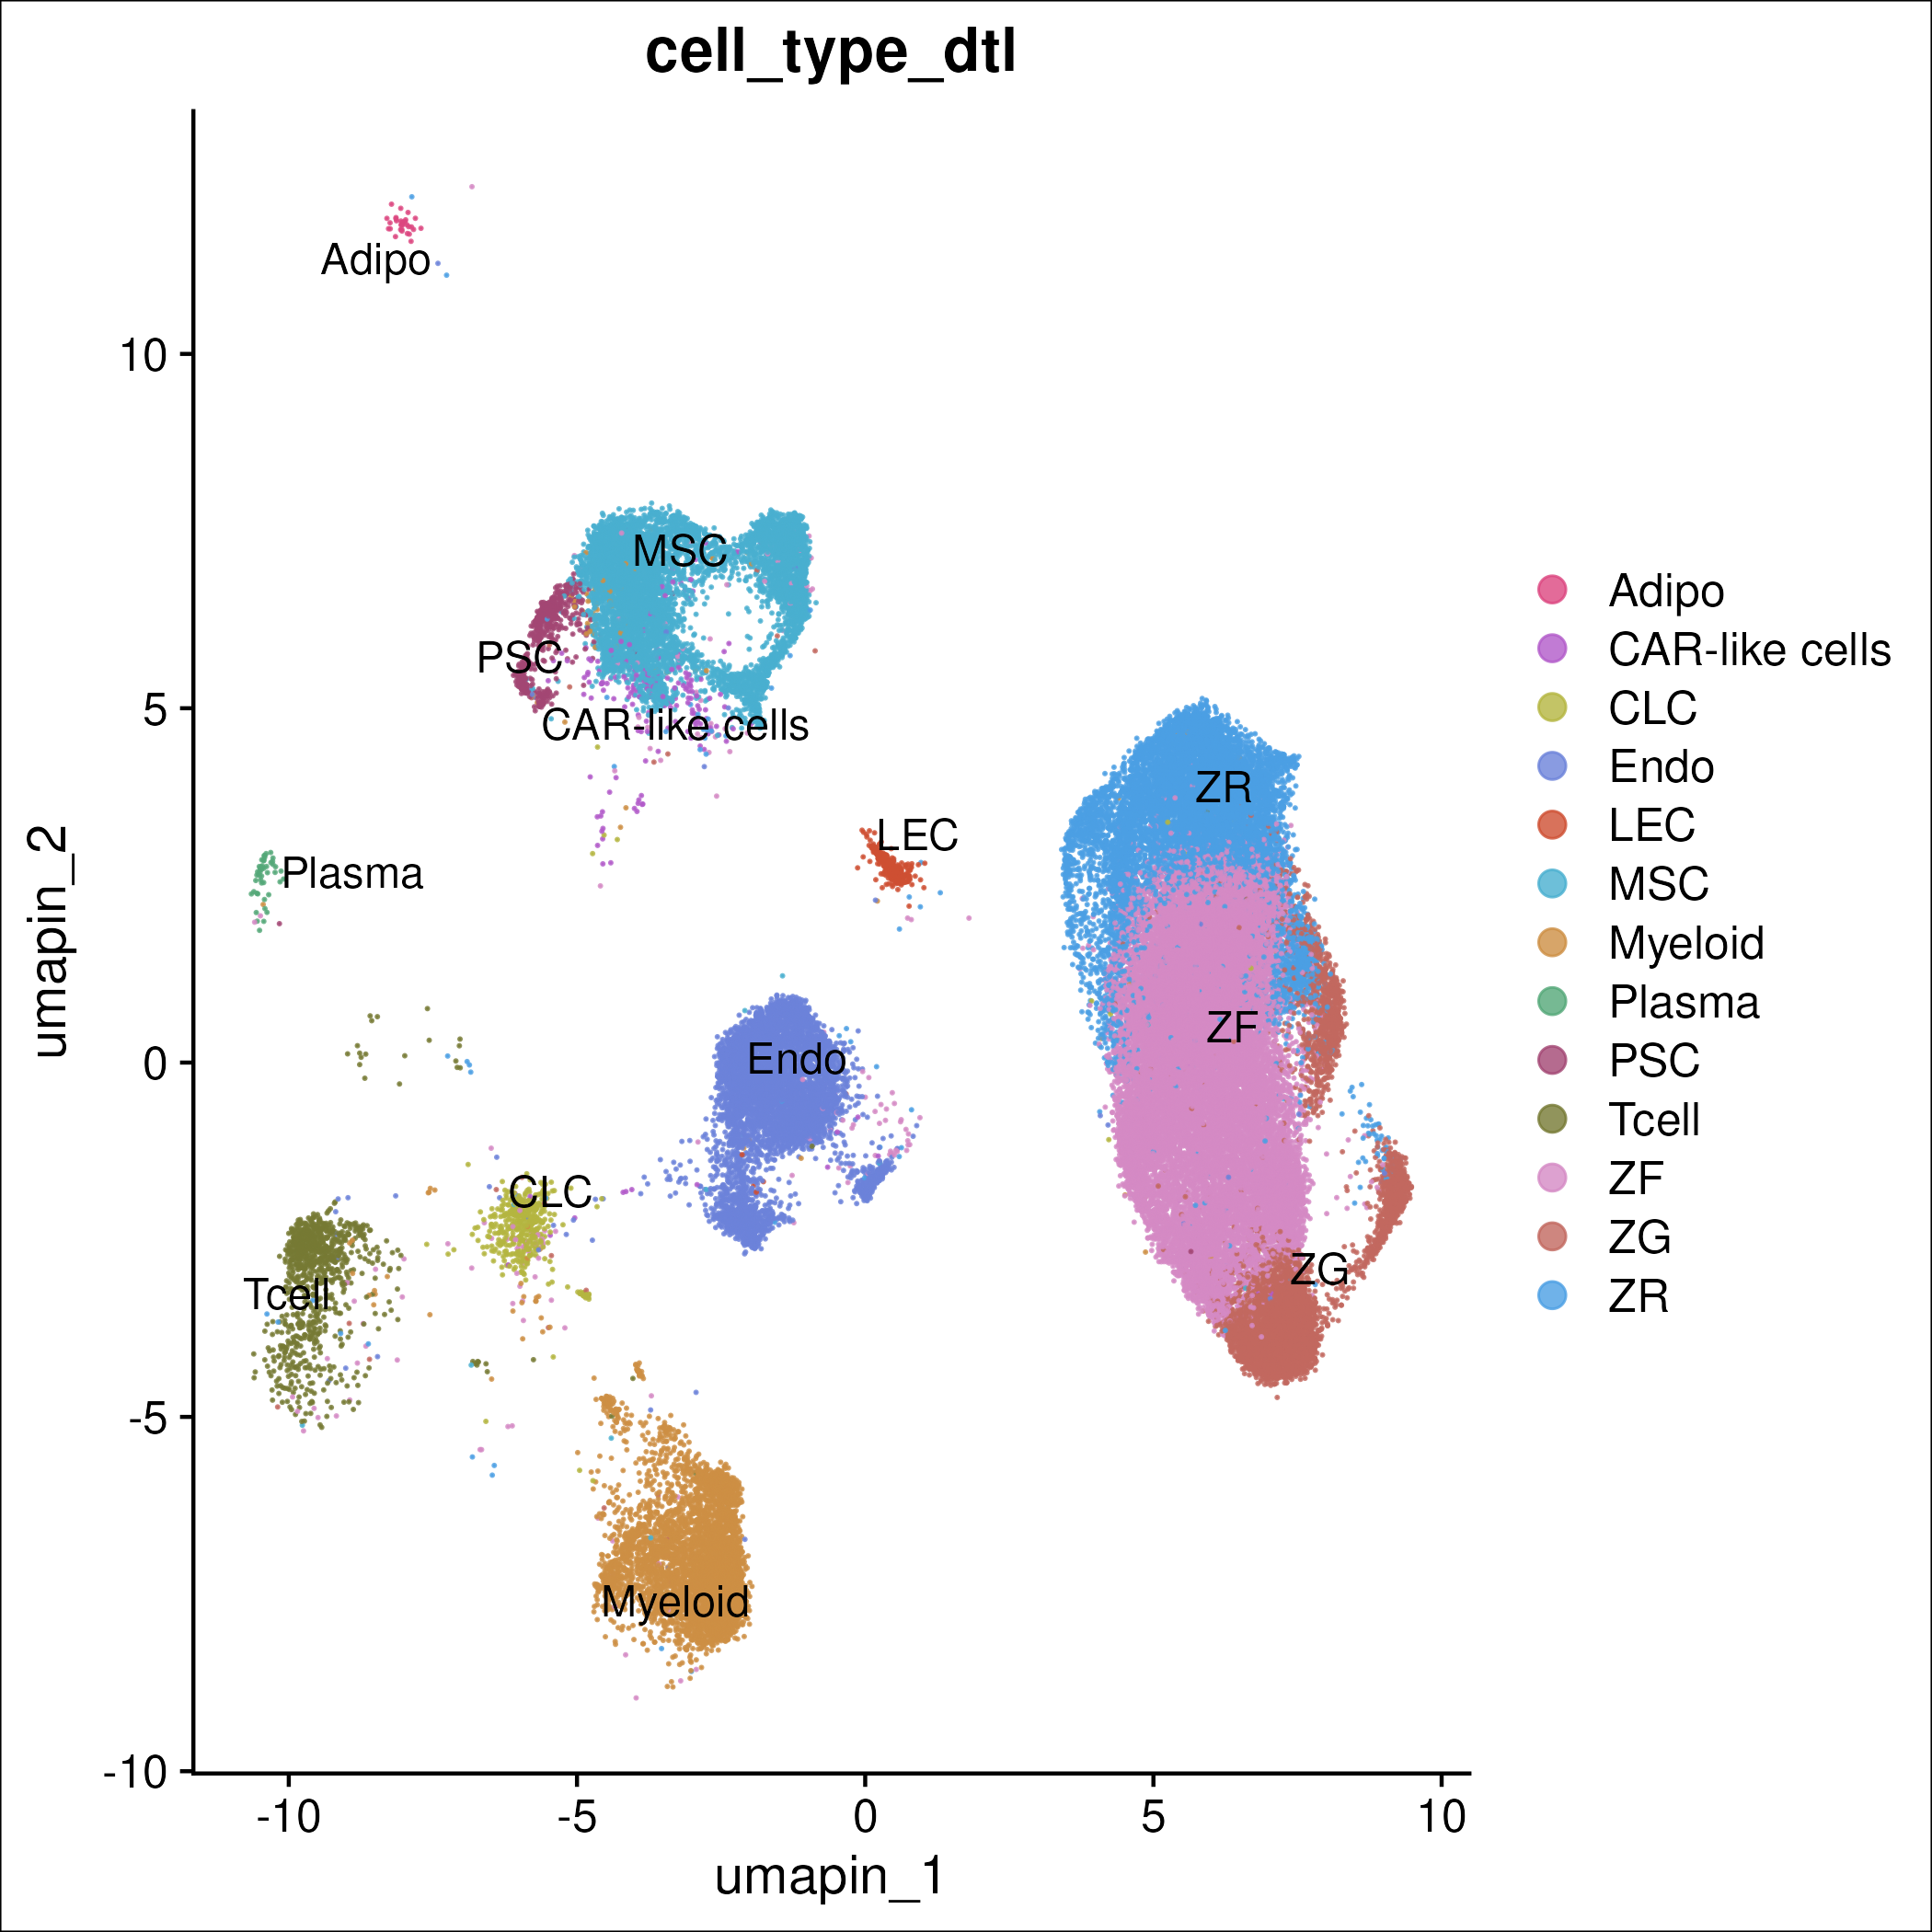 cell_type_dtl
Adipo
MSC
PSC
CAR-like cells
ZR
LEC
Plasma
ZF
Endo
CLC
ZG
Tcell
Myeloid
10
5
0
-5
-10
umapin_2
-10
-5
0
5
10
umapin_1
Adipo
CAR-like cells
CLC
Endo
LEC
MSC
Myeloid
Plasma
PSC
Tcell
ZF
ZG
ZR